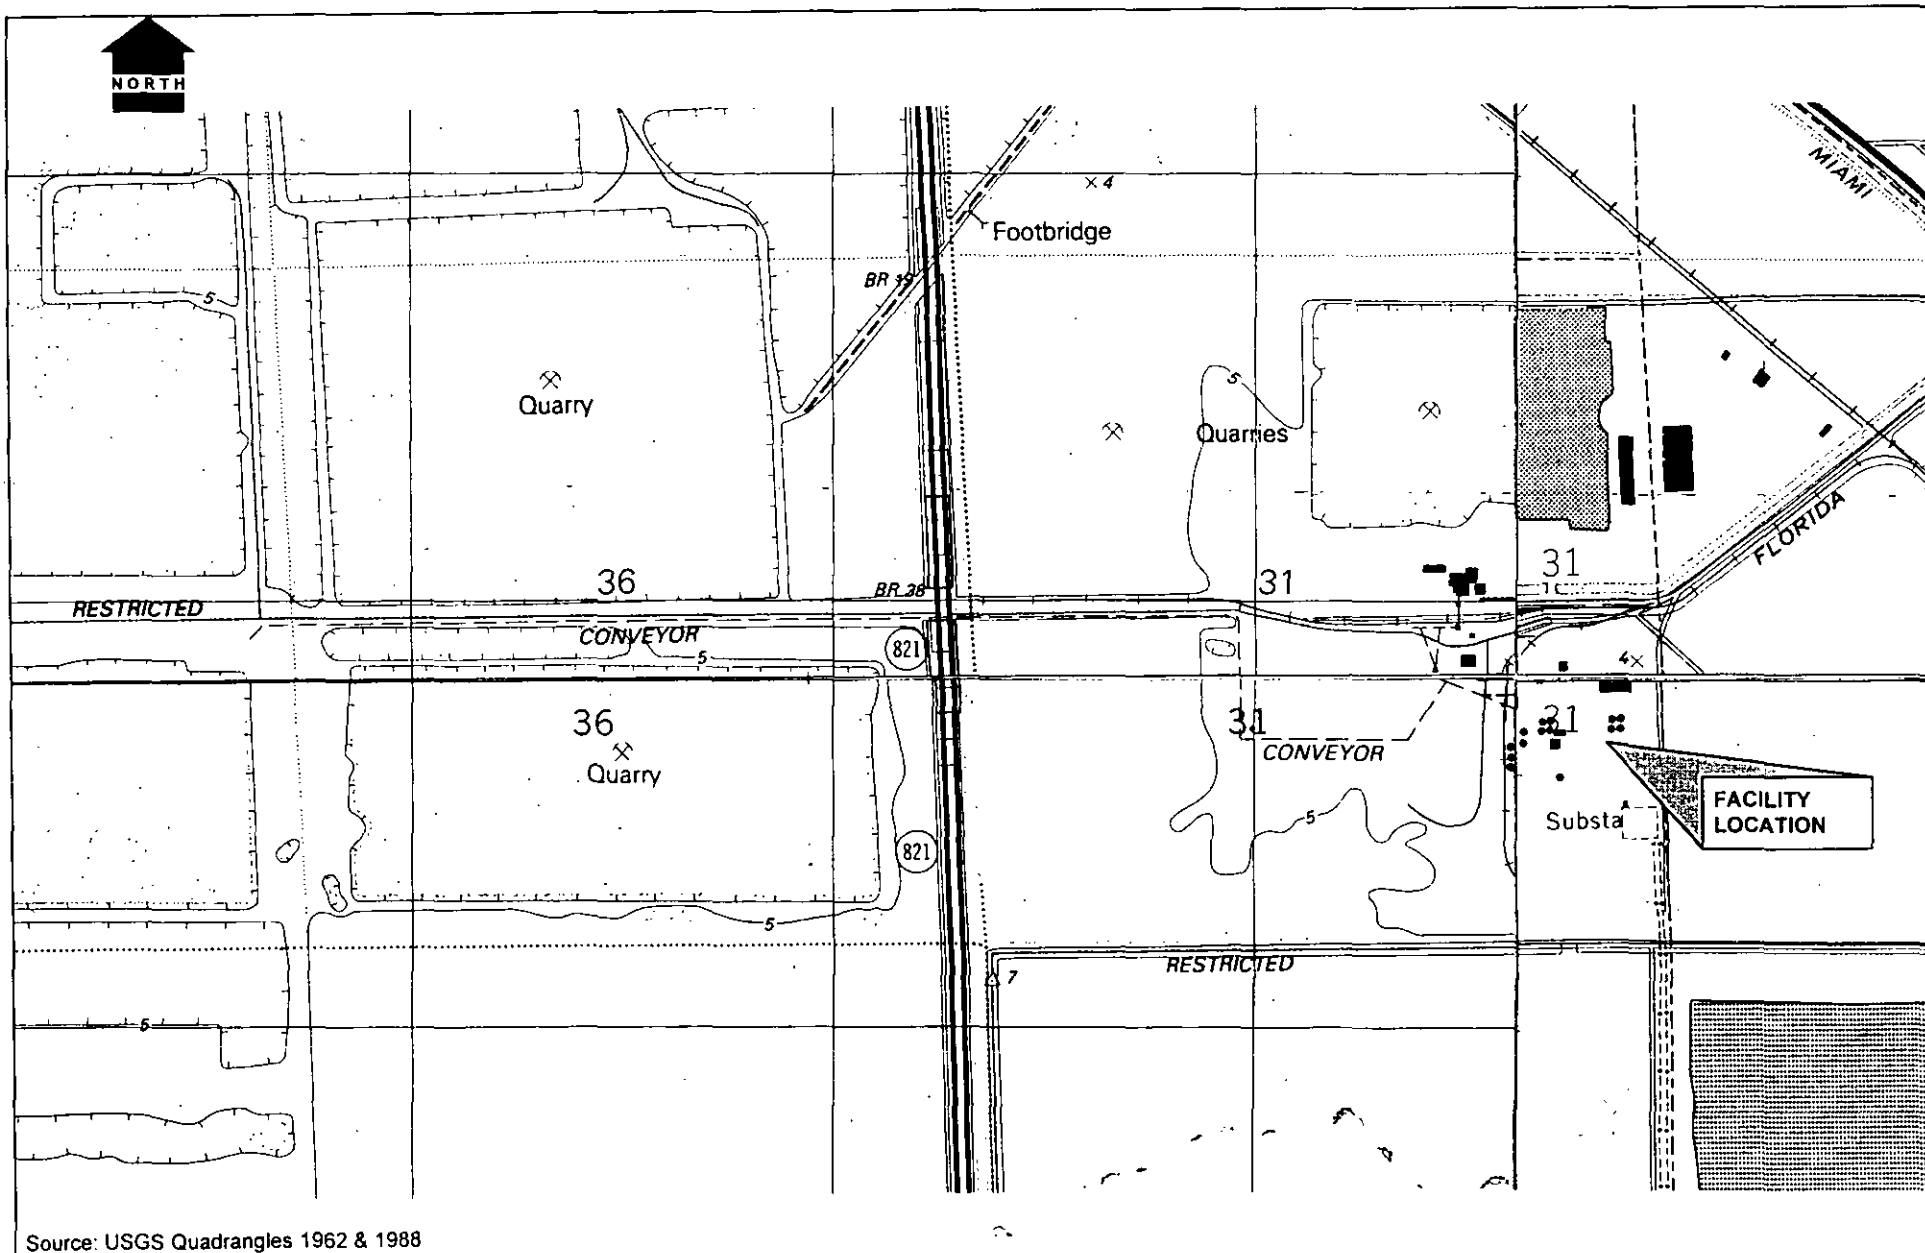 NORTH
MIAMI
4
Footbridge
BR 19
5
5
Quarry
Quarries
FLORIDA
36
31
31
BR 38
RESTRICTED
CONVEYOR
821
5
4
36
31
31
CONVEYOR
Quarry
FACILITY
LOCATION
Substa
5
821
5
RESTRICTED
7
5
Source: USGS Quadrangles 1962 & 1988